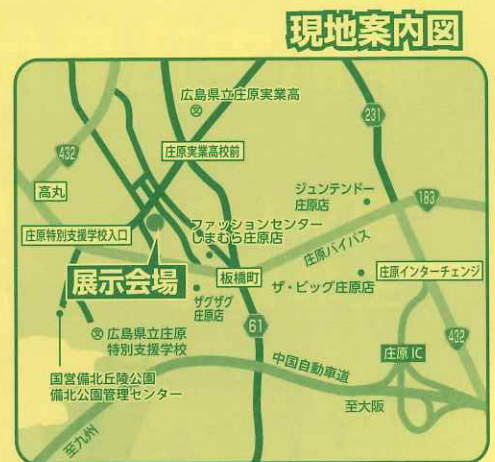 現地案内図
広島県立庄原実業高
231
432
庄原実業高校前
高丸
ジュンテンドー
庄原店
183
庄原特別支援学校入口
ファッションセンター
しまむら庄原店
庄原バイパス
展示会場
板橋町
庄原インターチェンジ
ザグザグ
庄原店
ザ・ビッグ庄原店
61
広島県立庄原
特別支援学校
432
庄原IC
中国自動車道
国営備北丘陵公園
備北公園管理センター
至大阪
至九州